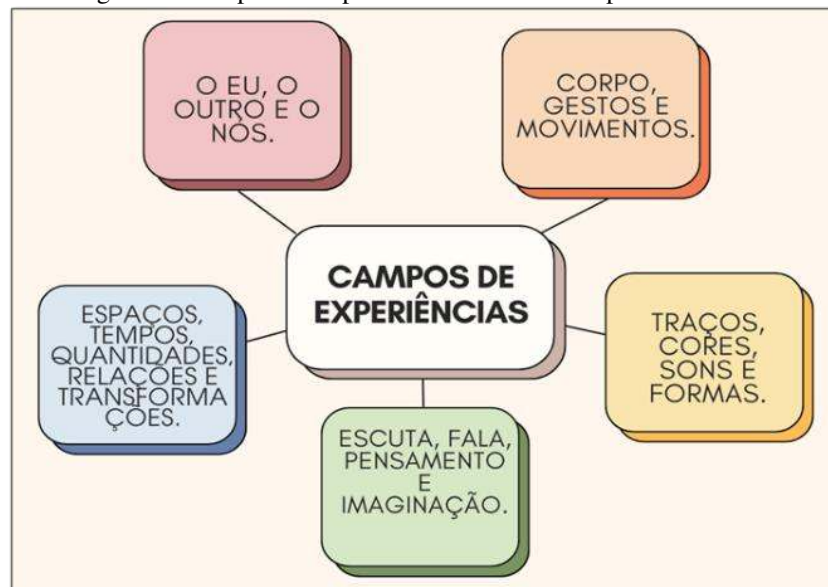 O EU, O
OUTRO E O
NÓS.
CORPO,
GESTOS E
MOVIMENTOS.
CAMPOS DE
EXPERIÊNCIAS
ESPAÇOS,
TEMPOS,
QUANTIDADES,
RELAÇÕES E
TRANSFORMA
ÇÕES.
TRAÇOS,
CORES,
SONS E
FORMAS.
ESCUTA, FALA,
PENSAMENTO
E
IMAGINAÇÃO.